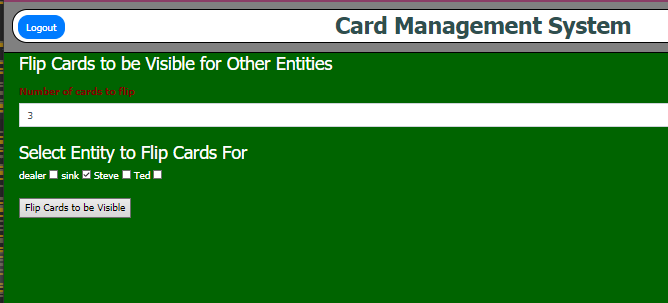 Logout
Card Management System
Flip Cards to be Visible for Other Entities
Number of cards to flip
3
Select Entity to Flip Cards For
dealer sink Steve Ted
Flip Cards to be Visible